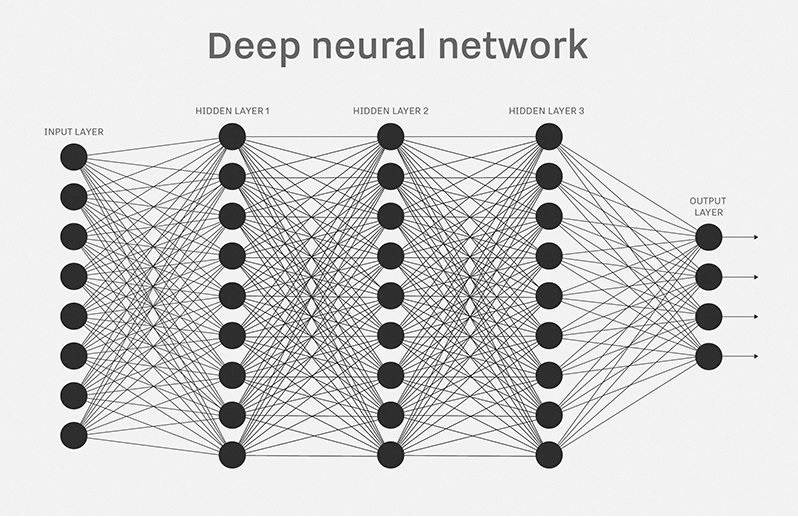 Deep neural network
INPUT LAYER
HIDDEN LAYER 1
HIDDEN LAYER 2
HIDDEN LAYER 3
OUTPUT
LAYER